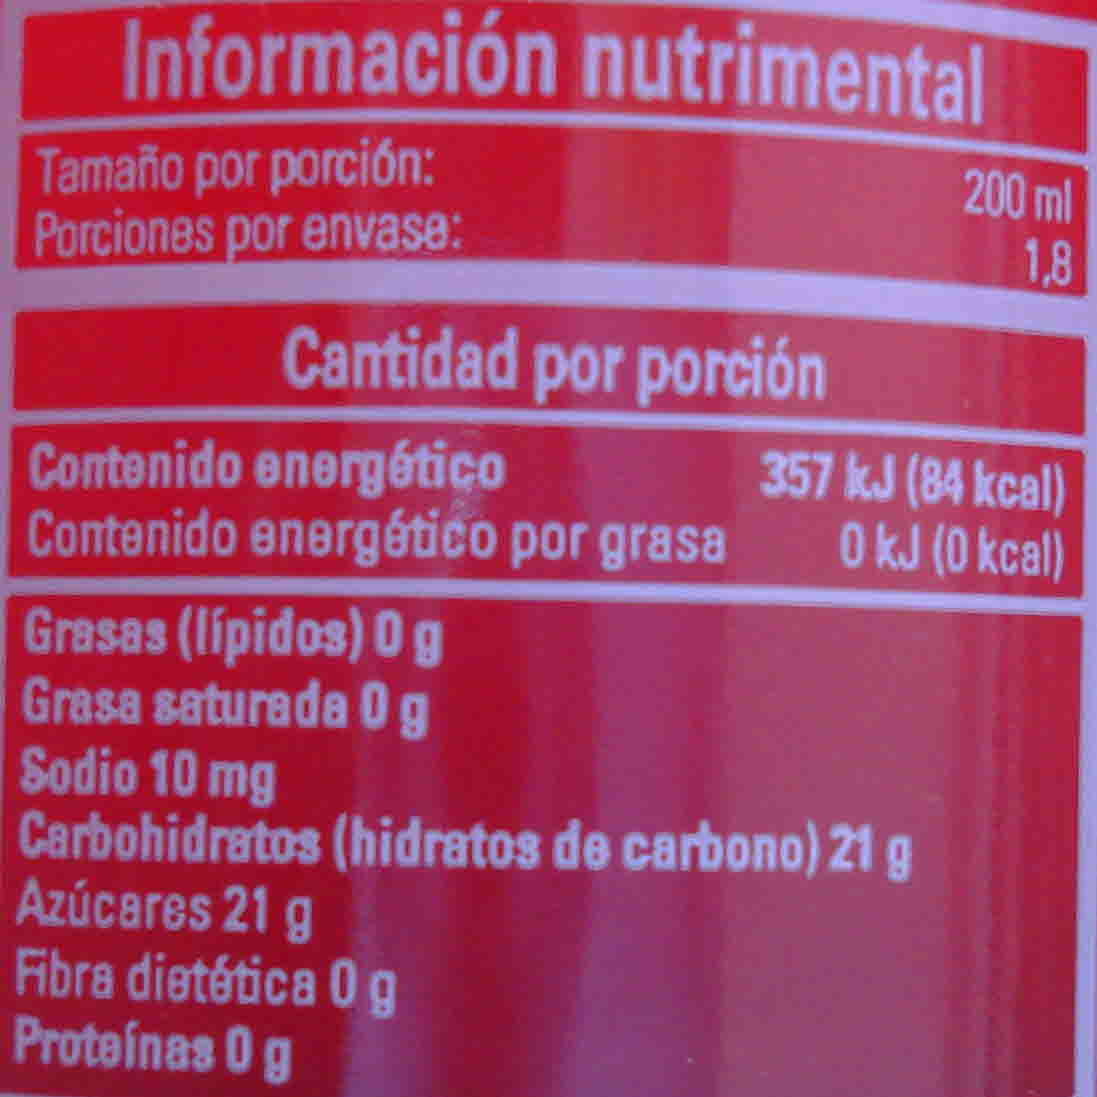 Información nutrimental
Tamaño por porción: 200 ml
Porciones por envase: 1,8
Cantidad por porción
Contenido energético 357 kJ (84 kcal)
Contenido energético por grasa 0 kJ (0 kcal)
Grasas (lípidos) 0 g
Grasa saturada 0 g
Sodio 10 mg
Carbohidratos (hidratos de carbono) 21 g
Azúcares 21 g
Fibra dietética 0 g
Proteínas 0 g